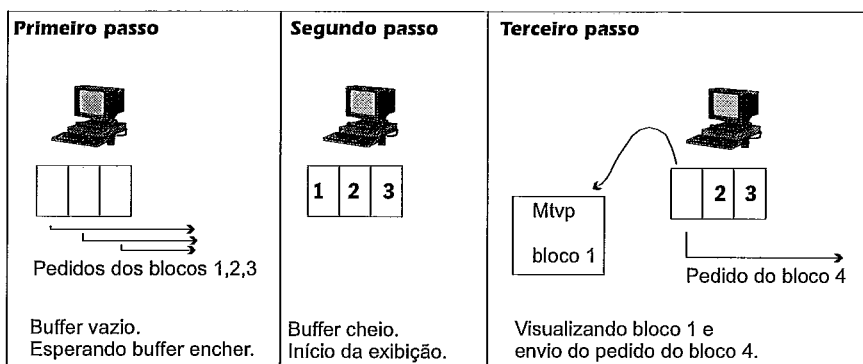 Primeiro passo
Pedidos dos blocos 1,2,3
Buffer vazio.
Esperando buffer encher.
Segundo passo
1 2 3
Buffer cheio.
Início da exibição.
Terceiro passo
2 3
Mtvp
bloco 1
Pedido do bloco 4
Visualizando bloco 1 e
envio do pedido do bloco 4.